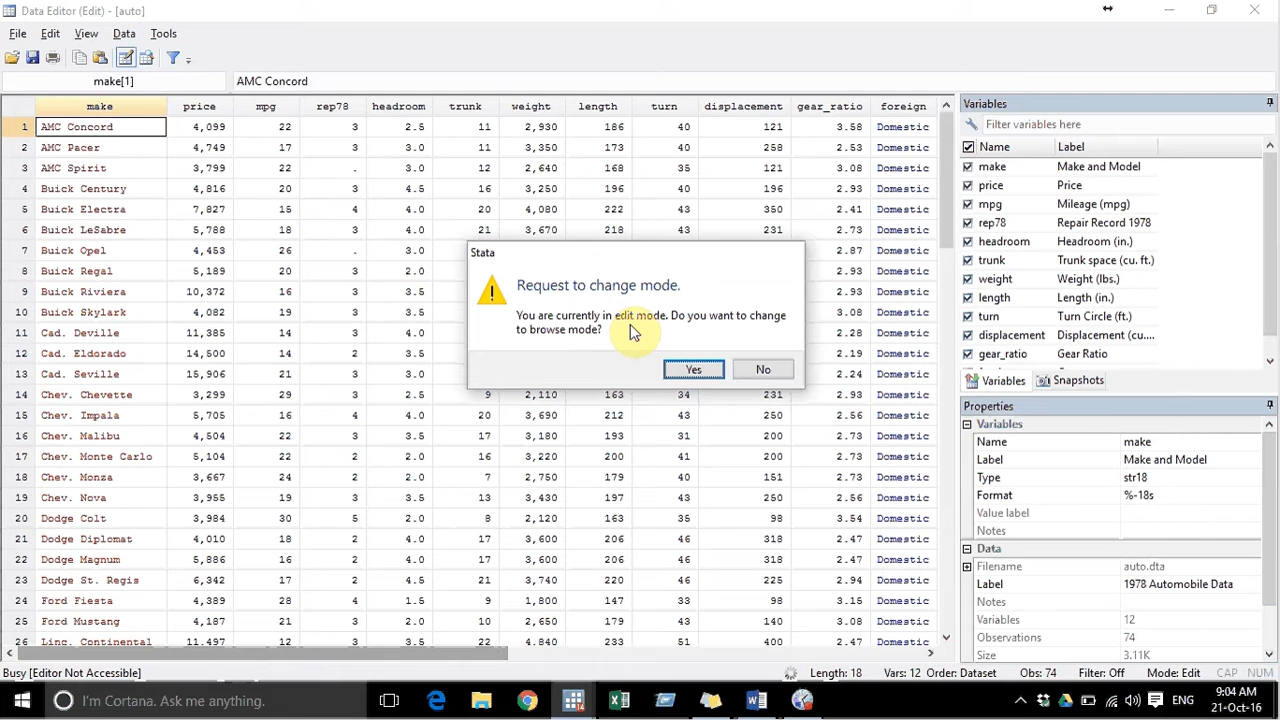 Data Editor (Edit) - [auto]
File Edit View Data Tools
make[1] AMC Concord
make price mpg rep78 headroom trunk weight length turn displacement gear_ratio foreign
1 AMC Concord 4,099 22 3 2.5 11 2,930 186 40 121 3.58 Domestic
2 AMC Pacer 4,749 17 3 3.0 11 3,350 173 40 258 2.53 Domestic
3 AMC Spirit 3,799 22 . 3.0 12 2,640 168 35 121 3.08 Domestic
4 Buick Century 4,816 20 3 4.5 16 3,250 196 40 196 2.93 Domestic
5 Buick Electra 7,827 15 4 4.0 20 4,080 222 43 350 2.41 Domestic
6 Buick LeSabre 5,788 18 3 4.0 21 3,670 218 43 231 2.73 Domestic
7 Buick Opel 4,453 26 . 3.0 2.87 Domestic
8 Buick Regal 5,189 20 3 2.0 2.93 Domestic
9 Buick Riviera 10,372 16 3 3.5 2.93 Domestic
10 Buick Skylark 4,082 19 3 3.5 3.08 Domestic
11 Cad. Deville 11,385 14 3 4.0 2.28 Domestic
12 Cad. Eldorado 14,500 14 2 3.5 2.19 Domestic
13 Cad. Seville 15,906 21 3 3.0 2.24 Domestic
14 Chev. Chevette 3,299 29 3 2.5 9 2,110 163 34 231 2.93 Domestic
15 Chev. Impala 5,705 16 4 4.0 20 3,690 212 43 250 2.56 Domestic
16 Chev. Malibu 4,504 22 3 3.5 17 3,180 193 31 200 2.73 Domestic
17 Chev. Monte Carlo 5,104 22 2 2.0 16 3,220 200 41 200 2.73 Domestic
18 Chev. Monza 3,667 24 2 2.0 7 2,750 179 40 151 2.73 Domestic
19 Chev. Nova 3,955 19 3 3.5 13 3,430 197 43 250 2.56 Domestic
20 Dodge Colt 3,984 30 5 2.0 8 2,120 163 35 98 3.54 Domestic
21 Dodge Diplomat 4,010 18 2 4.0 17 3,600 206 46 318 2.47 Domestic
22 Dodge Magnum 5,886 16 2 4.0 17 3,600 206 46 318 2.47 Domestic
23 Dodge St. Regis 6,342 17 2 4.5 21 3,740 220 46 225 2.94 Domestic
24 Ford Fiesta 4,389 28 4 1.5 9 1,800 147 33 98 3.15 Domestic
25 Ford Mustang 4,187 21 3 2.0 10 2,650 179 43 140 3.08 Domestic
26 Linc. Continental 11,497 12 3 3.5 22 4,840 233 51 400 2.47 Domestic
Stata
Request to change mode.
You are currently in edit mode. Do you want to change
to browse mode?
Yes No
Variables
Filter variables here
Name Label
make Make and Model
price Price
mpg Mileage (mpg)
rep78 Repair Record 1978
headroom Headroom (in.)
trunk Trunk space (cu. ft.)
weight Weight (lbs.)
length Length (in.)
turn Turn Circle (ft.)
displacement Displacement (cu....
gear_ratio Gear Ratio
Variables Snapshots
Properties
Variables
Name make
Label Make and Model
Type str18
Format %-18s
Value label
Notes
Data
Filename auto.dta
Label 1978 Automobile Data
Notes
Variables 12
Observations 74
Size 3.11K
Busy [Editor Not Accessible] Length: 18 Vars: 12 Order: Dataset Obs: 74 Filter: Off Mode: Edit CAP NUM
I'm Cortana. Ask me anything. ENG 9:04 AM
21-Oct-16